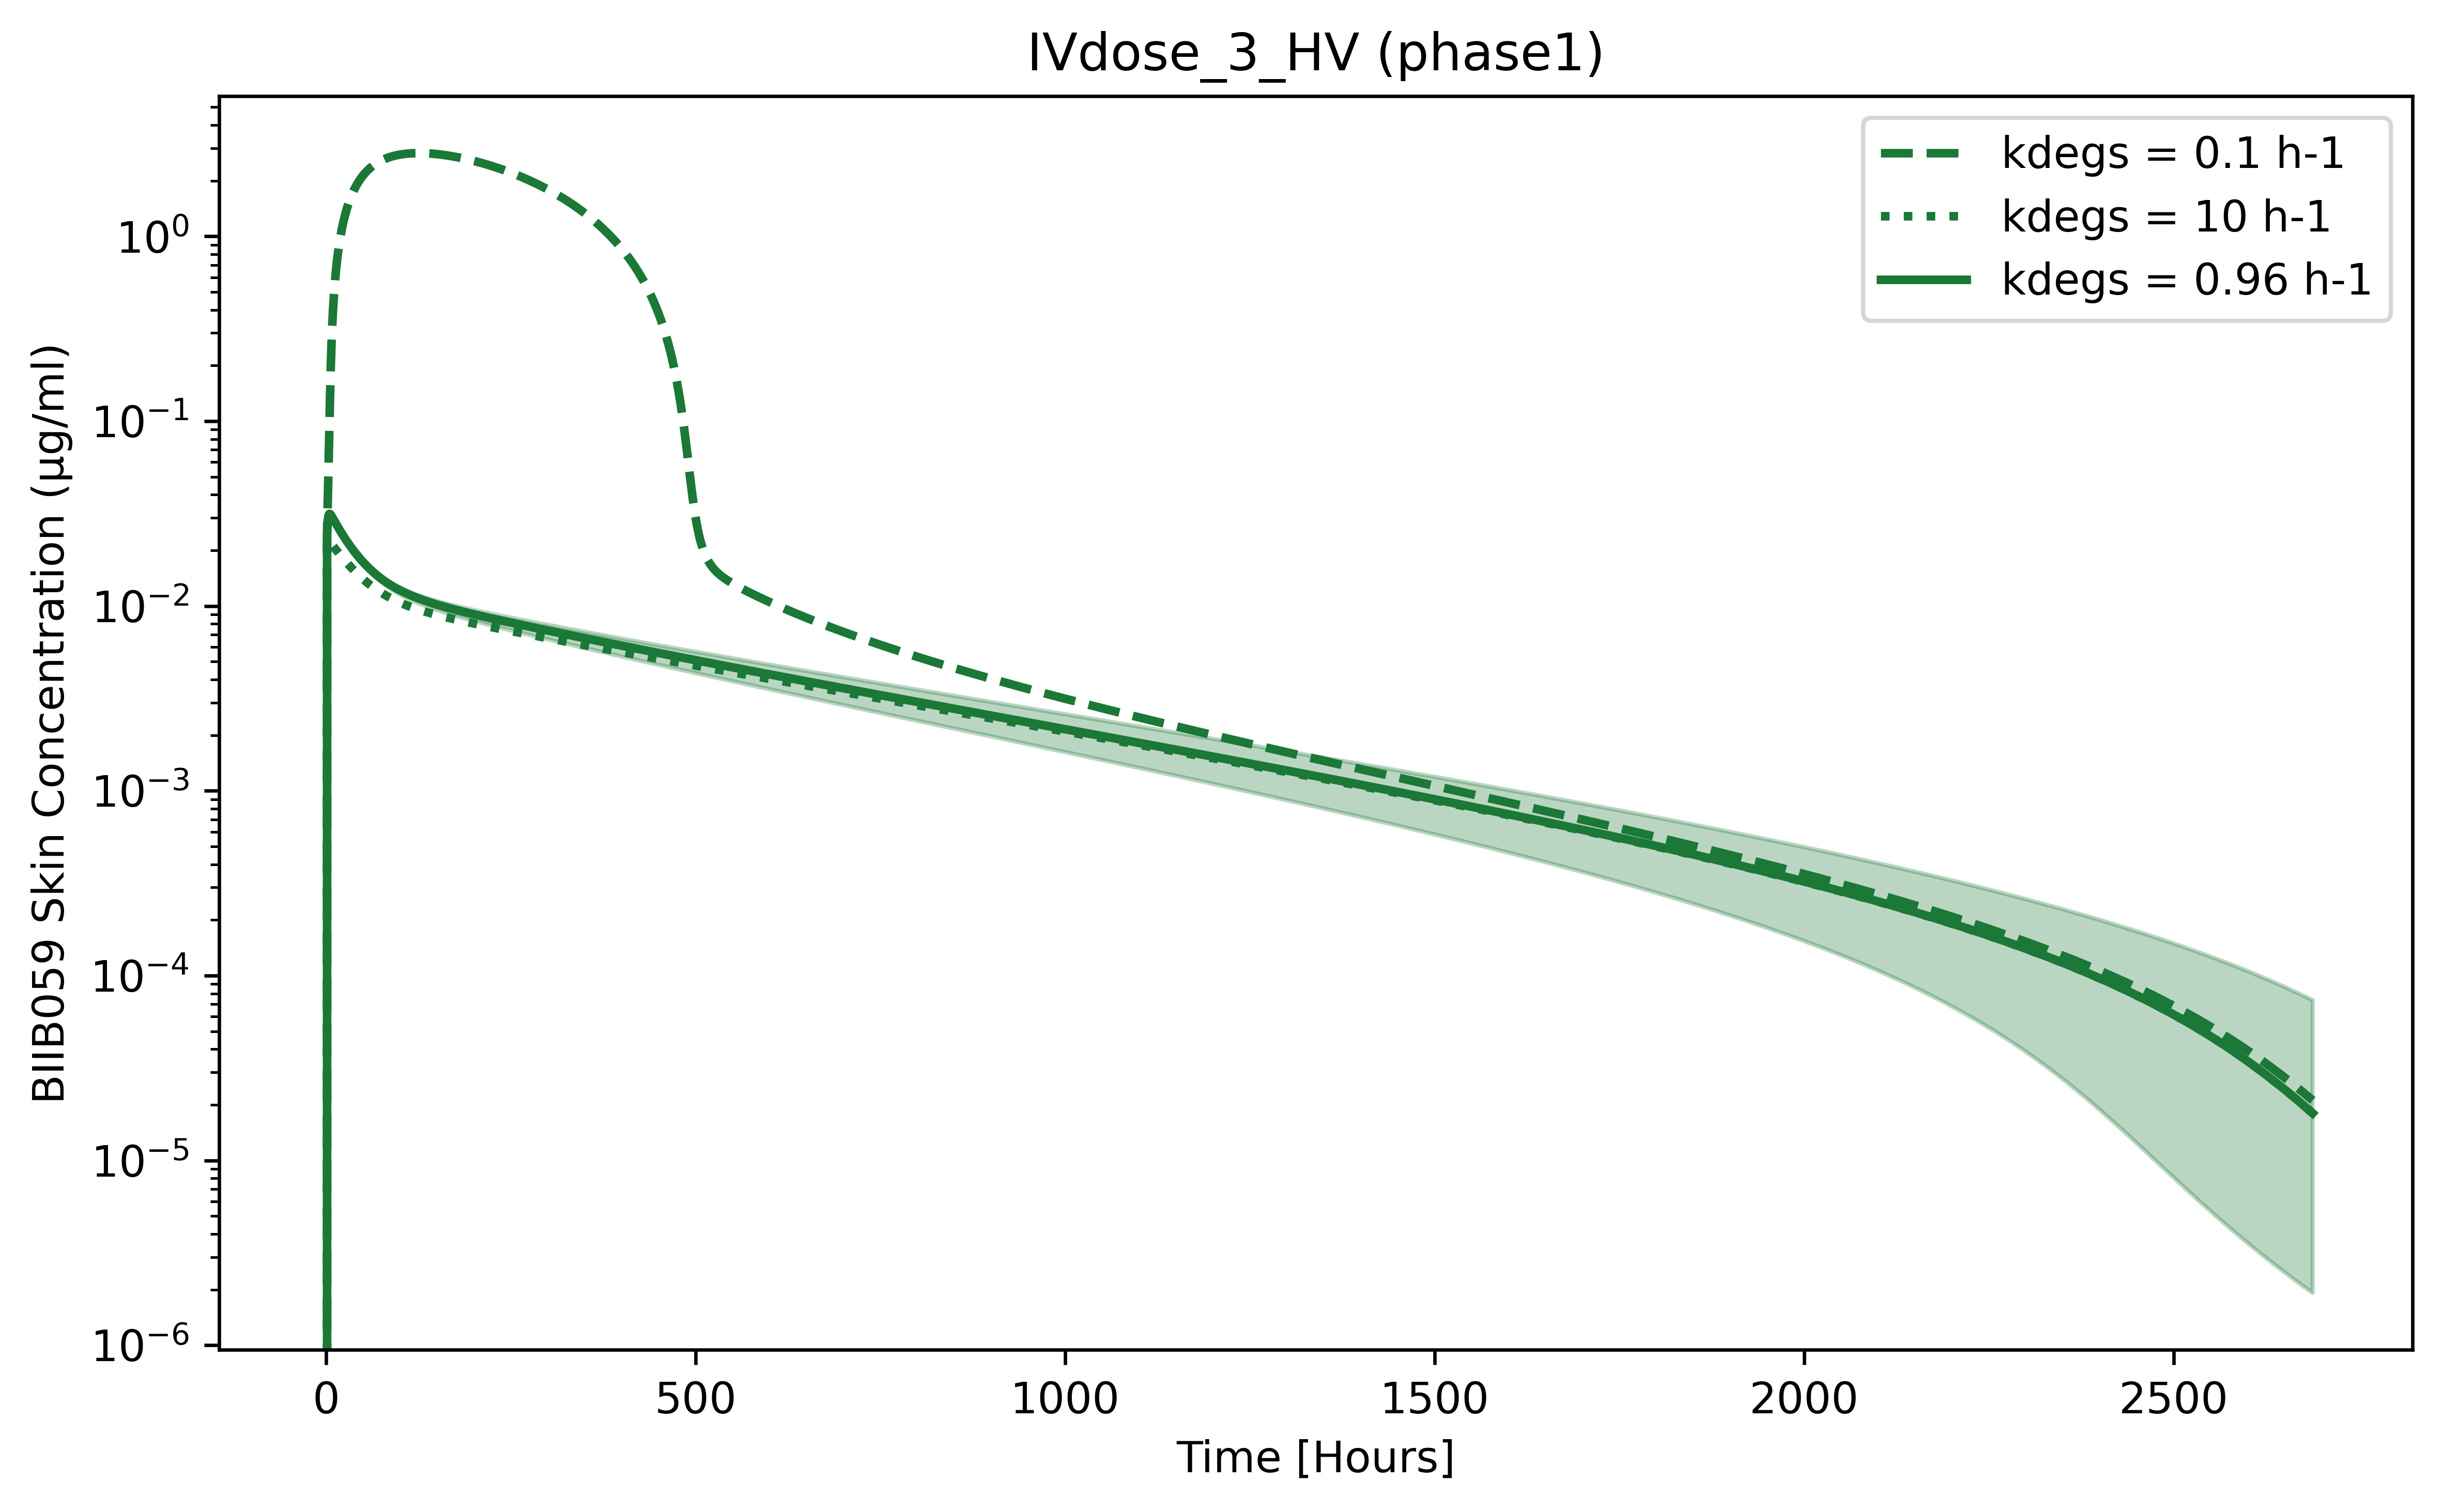 IVdose_3_HV (phase1)
kdegs = 0.1 h-1
kdegs = 10 h-1
kdegs = 0.96 h-1
BIIB059 Skin Concentration (µg/ml)
10⁰
10⁻¹
10⁻²
10⁻³
10⁻⁴
10⁻⁵
10⁻⁶
0 500 1000 1500 2000 2500
Time [Hours]